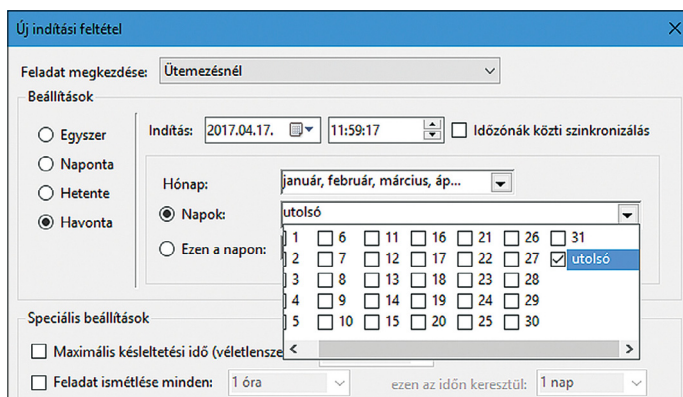 Új indítási feltétel
Feladat megkezdése: Ütemezésnél
Beállítások
Egyszer
Naponta
Hetente
Havonta
Indítás: 2017.04.17. 11:59:17 Időzónák közti szinkronizálás
Hónap: január, február, március, áp...
Napok: utolsó
Ezen a napon:
1 6 11 16 21 26 31
2 7 12 17 22 27 utolsó
3 8 13 18 23 28
4 9 14 19 24 29
5 10 15 20 25 30
Speciális beállítások
Maximális késleltetési idő (véletlensze
Feladat ismétlése minden: 1 óra ezen az időn keresztül: 1 nap